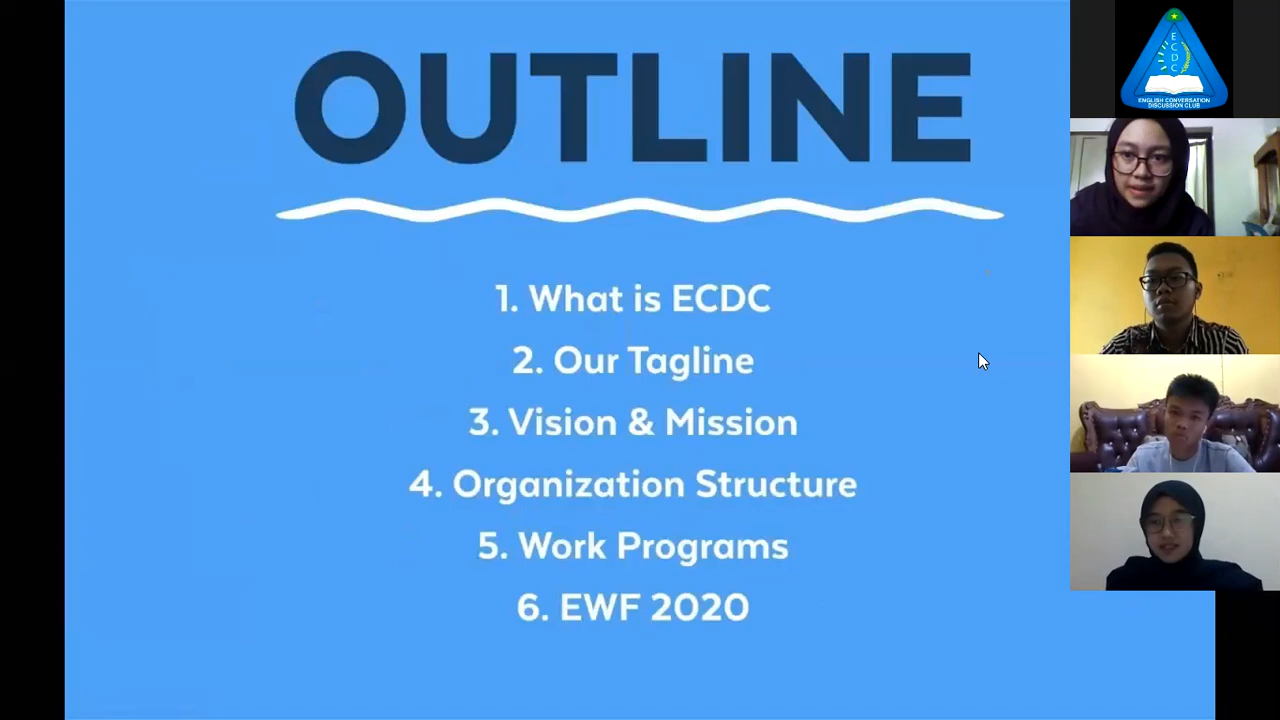 OUTLINE
1. What is ECDC
2. Our Tagline
3. Vision & Mission
4. Organization Structure
5. Work Programs
6. EWF 2020
E
C
D
C
ENGLISH CONVERSATION
DISCUSSION CLUB